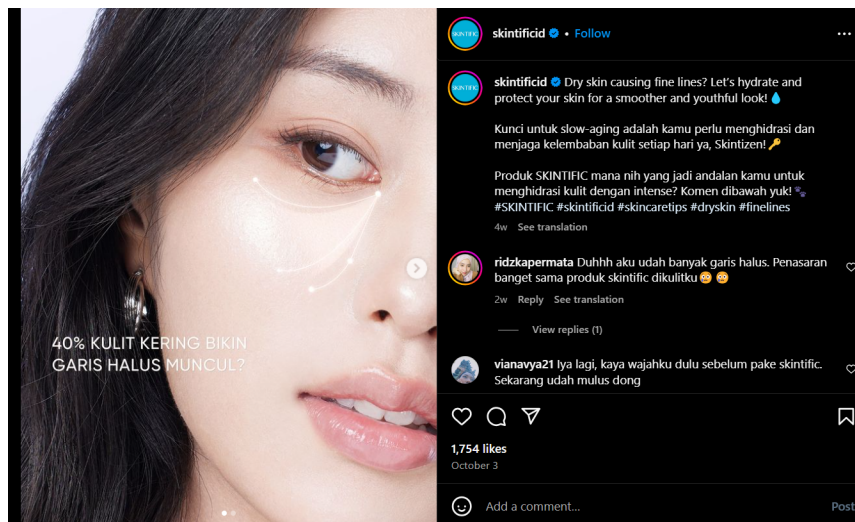 40% KULIT KERING BIKIN
GARIS HALUS MUNCUL?
SKINTIFIC
skintificid • Follow
SKINTIFIC
skintificid Dry skin causing fine lines? Let's hydrate and
protect your skin for a smoother and youthful look! 💧
Kunci untuk slow-aging adalah kamu perlu menghidrasi dan
menjaga kelembaban kulit setiap hari ya, Skintizen!🔑
Produk SKINTIFIC mana nih yang jadi andalan kamu untuk
menghidrasi kulit dengan intense? Komen dibawah yuk! 🐾
#SKINTIFIC #skintificid #skincaretips #dryskin #finelines
4w See translation
ridzkapermata Duhhh aku udah banyak garis halus. Penasaran
banget sama produk skintific dikulitku😳 😳
2w Reply See translation
View replies (1)
vianavya21 Iya lagi, kaya wajahku dulu sebelum pake skintific.
Sekarang udah mulus dong
1,754 likes
October 3
Add a comment...
Post